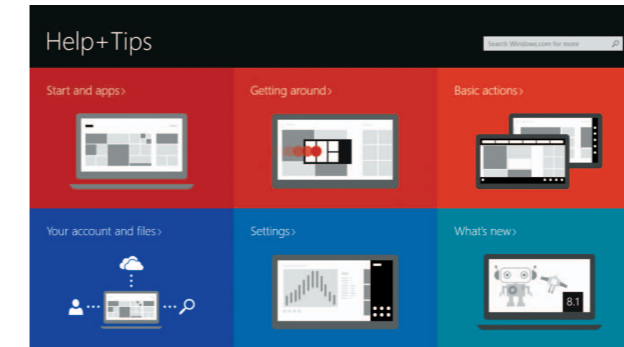 Help+Tips
Search Windows.com for more
Start and apps>
Getting around>
Basic actions>
Your account and files>
Settings>
What's new>
8.1